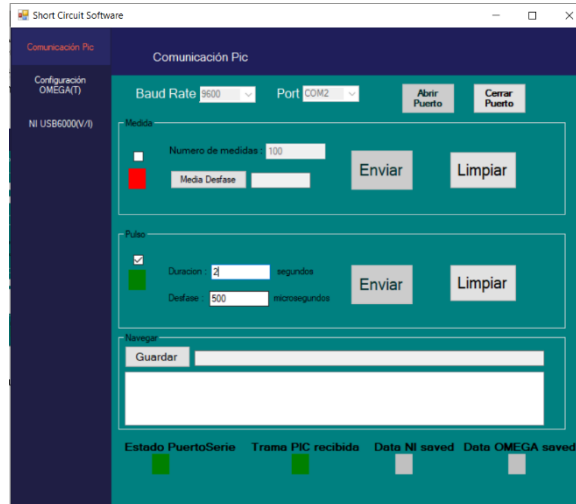 Short Circuit Software
Comunicación Pic
Configuración
OMEGA(T)
NI USB6000(V/I)
Comunicación Pic
Baud Rate 9600 Port COM2 Abrir Puerto Cerrar Puerto
Medida
Numero de medidas : 100
Media Desfase
Enviar Limpiar
Pulso
Duracion : 2 segundos
Desfase : 500 microsegundos
Enviar Limpiar
Navegar
Guardar
Estado PuertoSerie Trama PIC recibida Data NI saved Data OMEGA saved